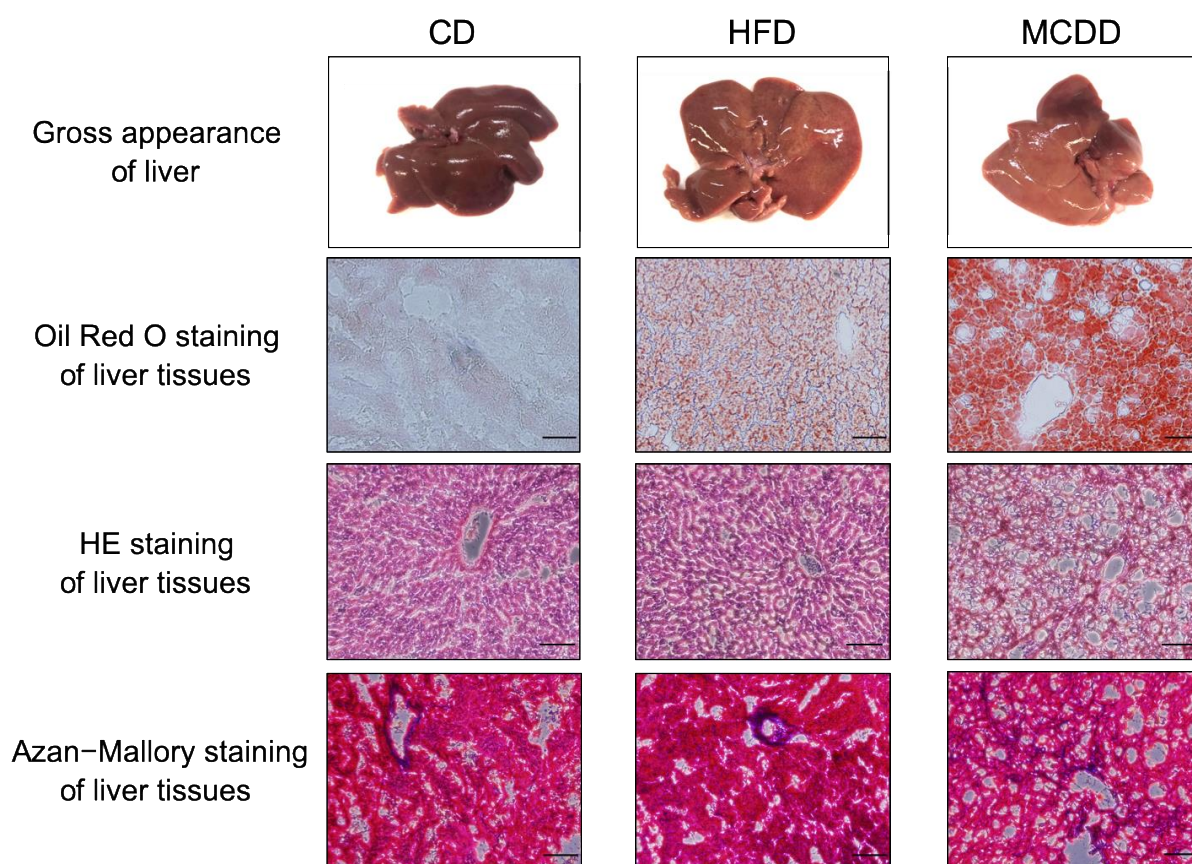 CD HFD MCDD
Gross appearance
of liver
Oil Red O staining
of liver tissues
HE staining
of liver tissues
Azan−Mallory staining
of liver tissues